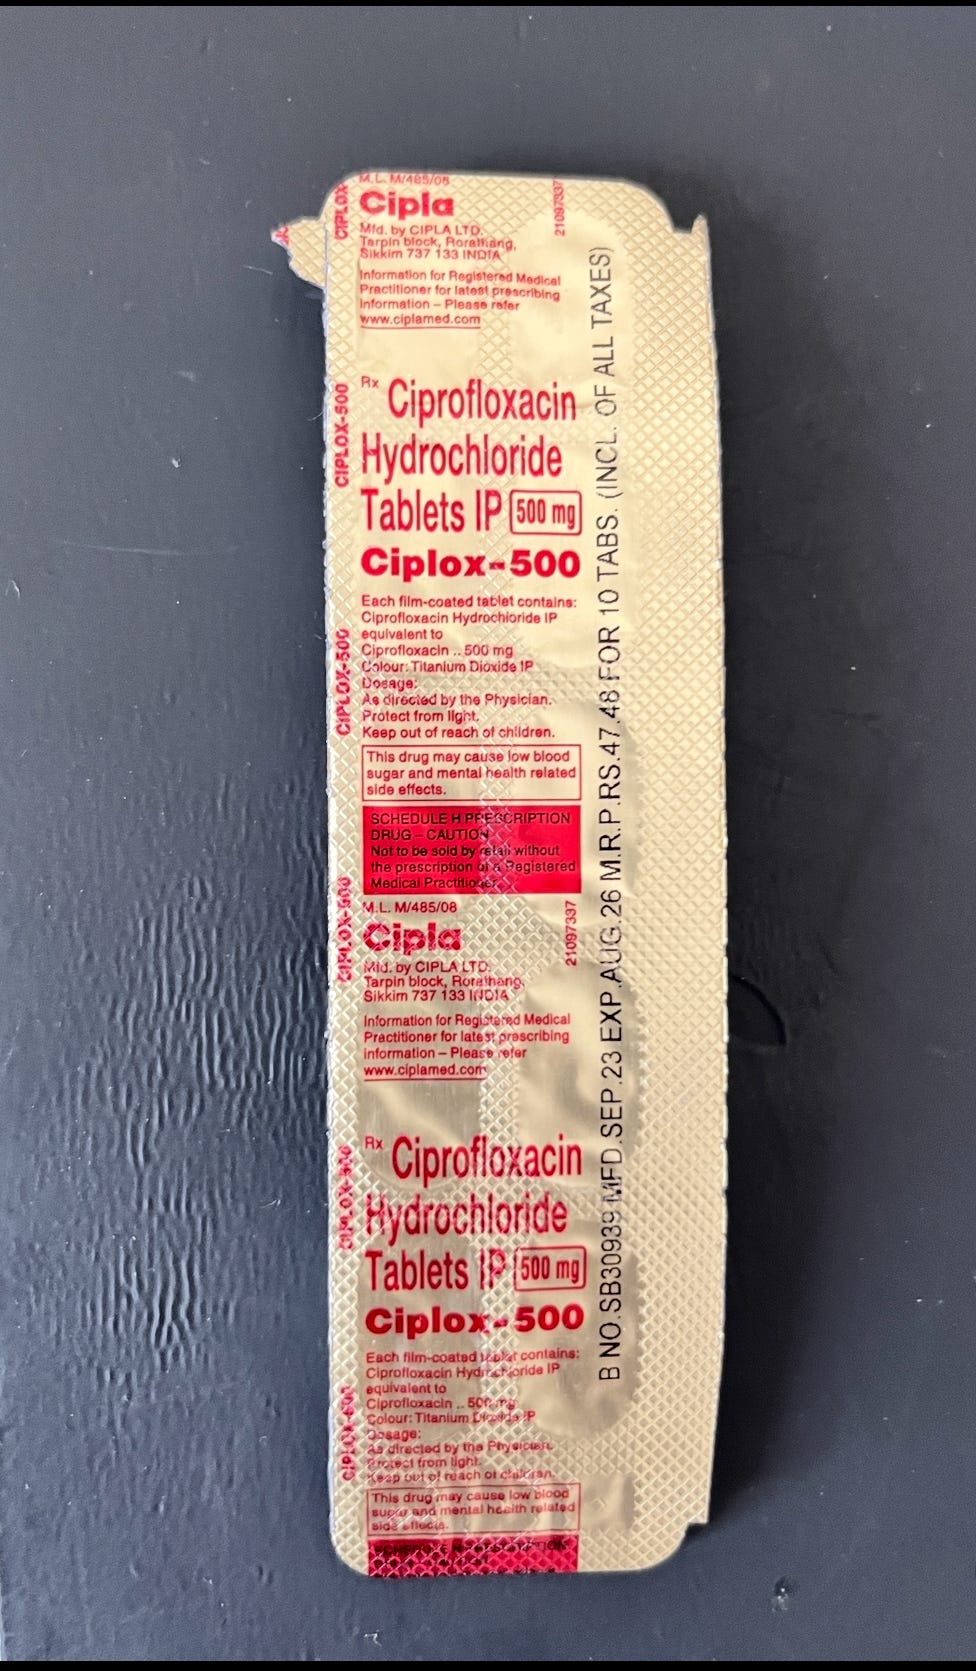 M.L. M/485/08
Cipla
Mfd. by CIPLA LTD.
Tarpin block, Rorathang,
Sikkim 737 133 INDIA
Information for Registered Medical
Practitioner for latest prescribing
information – Please refer
www.ciplamed.com
21097337
Rx Ciprofloxacin
Hydrochloride
Tablets IP 500 mg
Ciplox-500
Each film-coated tablet contains:
Ciprofloxacin Hydrochloride IP
equivalent to
Ciprofloxacin .. 500 mg
Colour: Titanium Dioxide IP
Dosage:
As directed by the Physician.
Protect from light.
Keep out of reach of children.
This drug may cause low blood
sugar and mental health related
side effects.
SCHEDULE H PRESCRIPTION
DRUG – CAUTION
Not to be sold by retail without
the prescription of a Registered
Medical Practitioner.
M.L. M/485/08
Cipla
Mfd. by CIPLA LTD.
Tarpin block, Rorathang,
Sikkim 737 133 INDIA
Information for Registered Medical
Practitioner for latest prescribing
information – Please refer
www.ciplamed.com
21097337
Rx Ciprofloxacin
Hydrochloride
Tablets IP 500 mg
Ciplox-500
Each film-coated tablet contains:
Ciprofloxacin Hydrochloride IP
equivalent to
Ciprofloxacin .. 500 mg
Colour: Titanium Dioxide IP
Dosage:
As directed by the Physician.
Protect from light.
Keep out of reach of children.
This drug may cause low blood
sugar and mental health related
side effects.
SCHEDULE H PRESCRIPTION
CIPLOX
CIPLOX-500
CIPLOX-500
CIPLOX-500
CIPLOX-500
CIPLOX-500
B NO.SB30939 MFD.SEP.23 EXP.AUG.26 M.R.P.RS.47.46 FOR 10 TABS. (INCL. OF ALL TAXES)